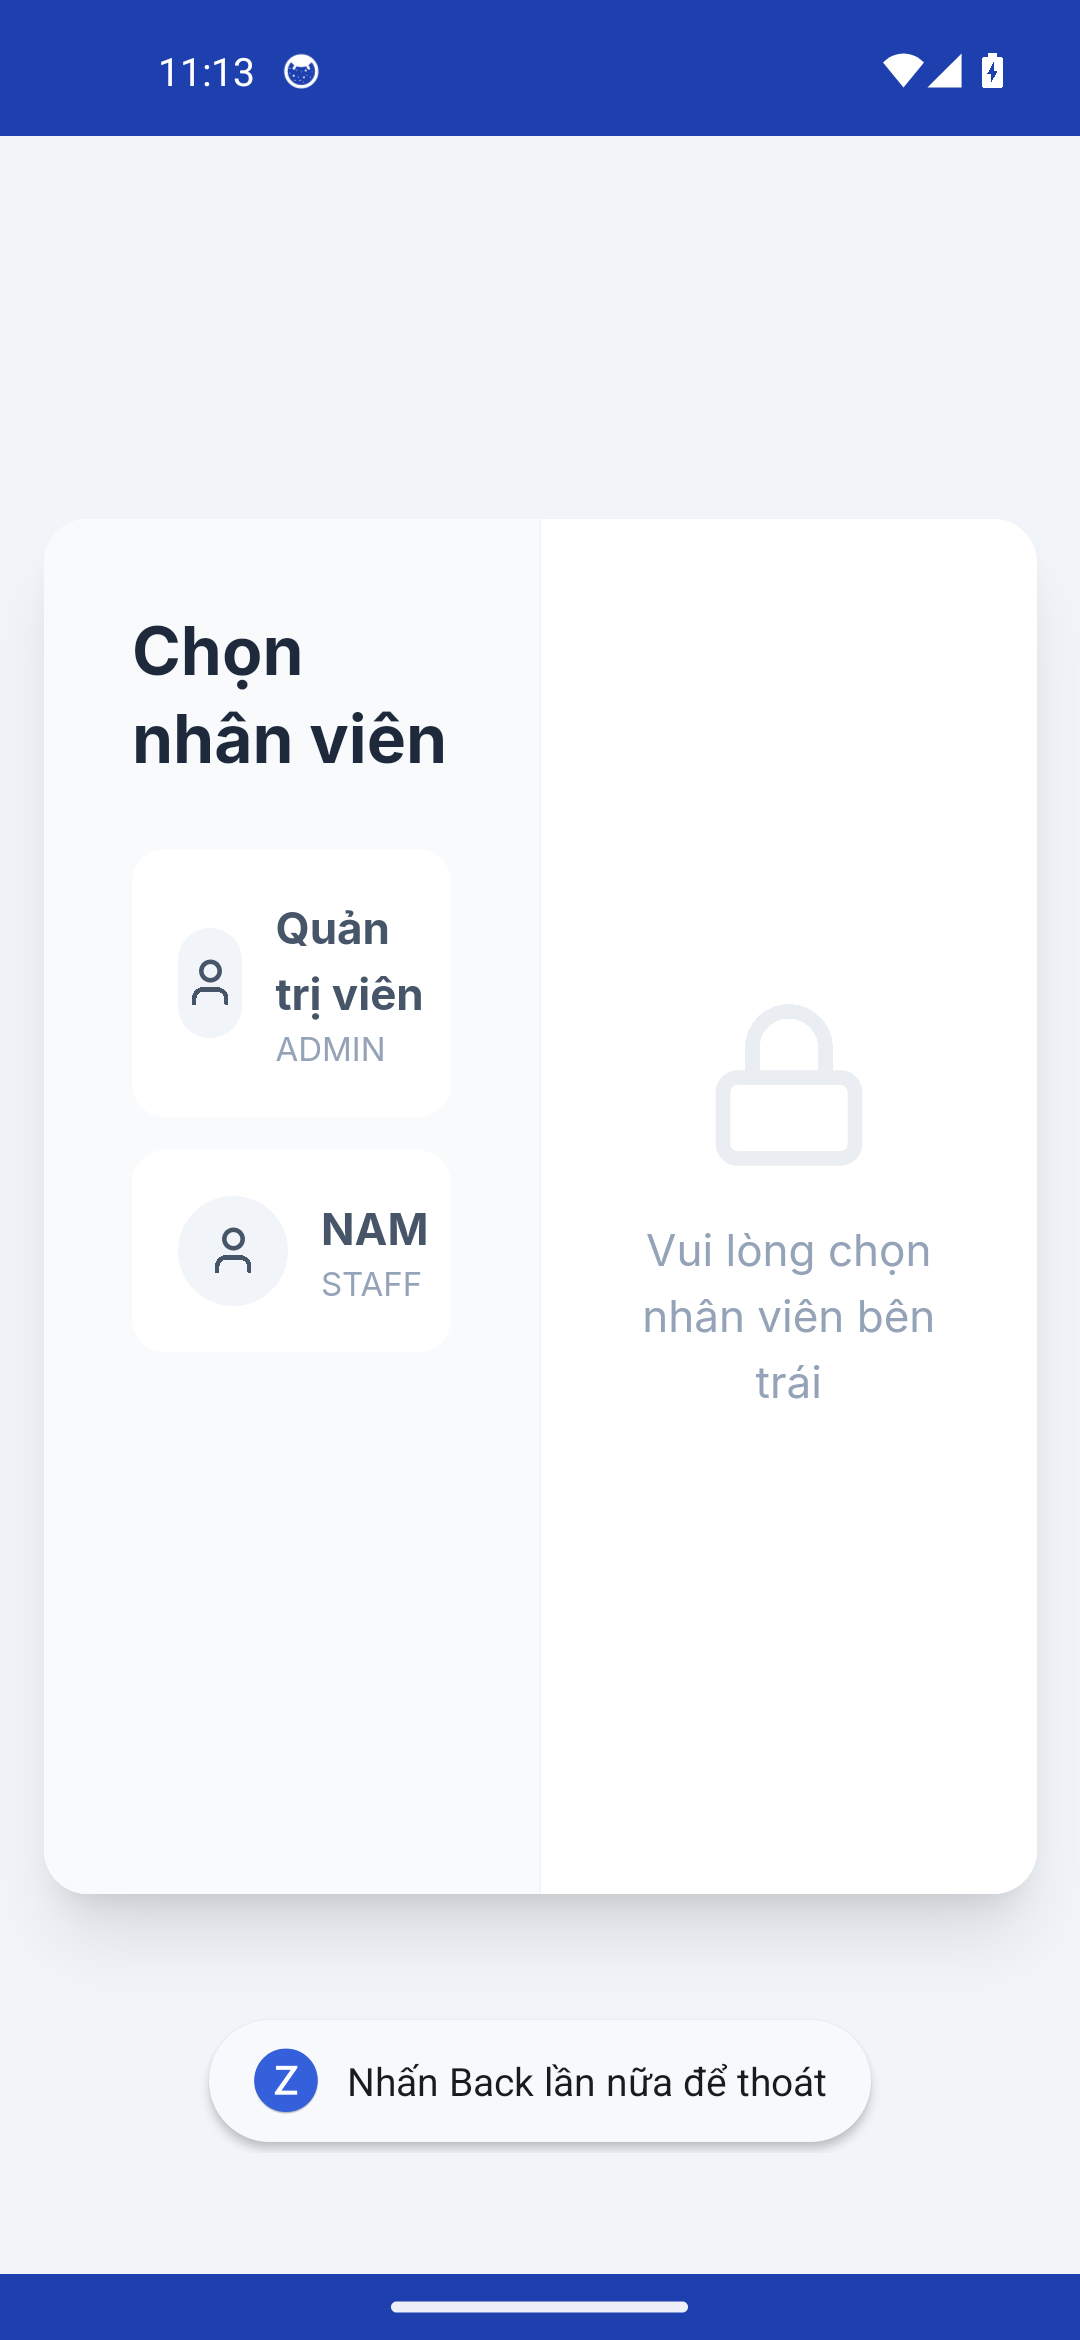 11:13
Chọn
nhân viên
Quản
trị viên
ADMIN
NAM
STAFF
Vui lòng chọn
nhân viên bên
trái
Z
Nhấn Back lần nữa để thoát